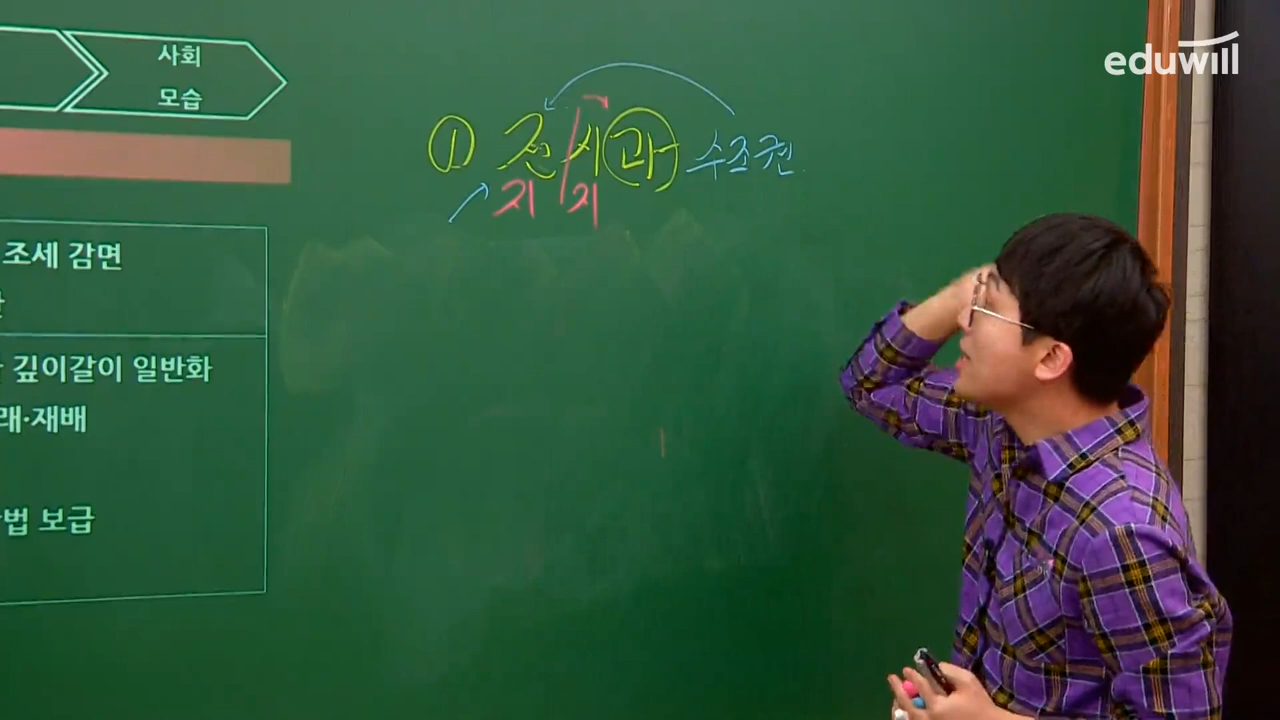 eduwill
사회
모습
① 전시과 수조권
지 지
조세 감면
깊이갈이 일반화
래·재배
법 보급